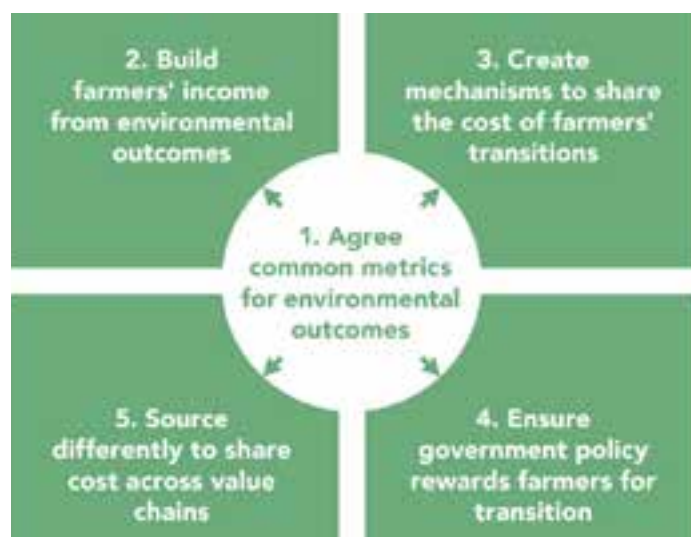 2. Build
farmers' income
from environmental
outcomes
3. Create
mechanisms to share
the cost of farmers'
transitions
1. Agree
common metrics
for environmental
outcomes
5. Source
differently to share
cost across value
chains
4. Ensure
government policy
rewards farmers for
transition